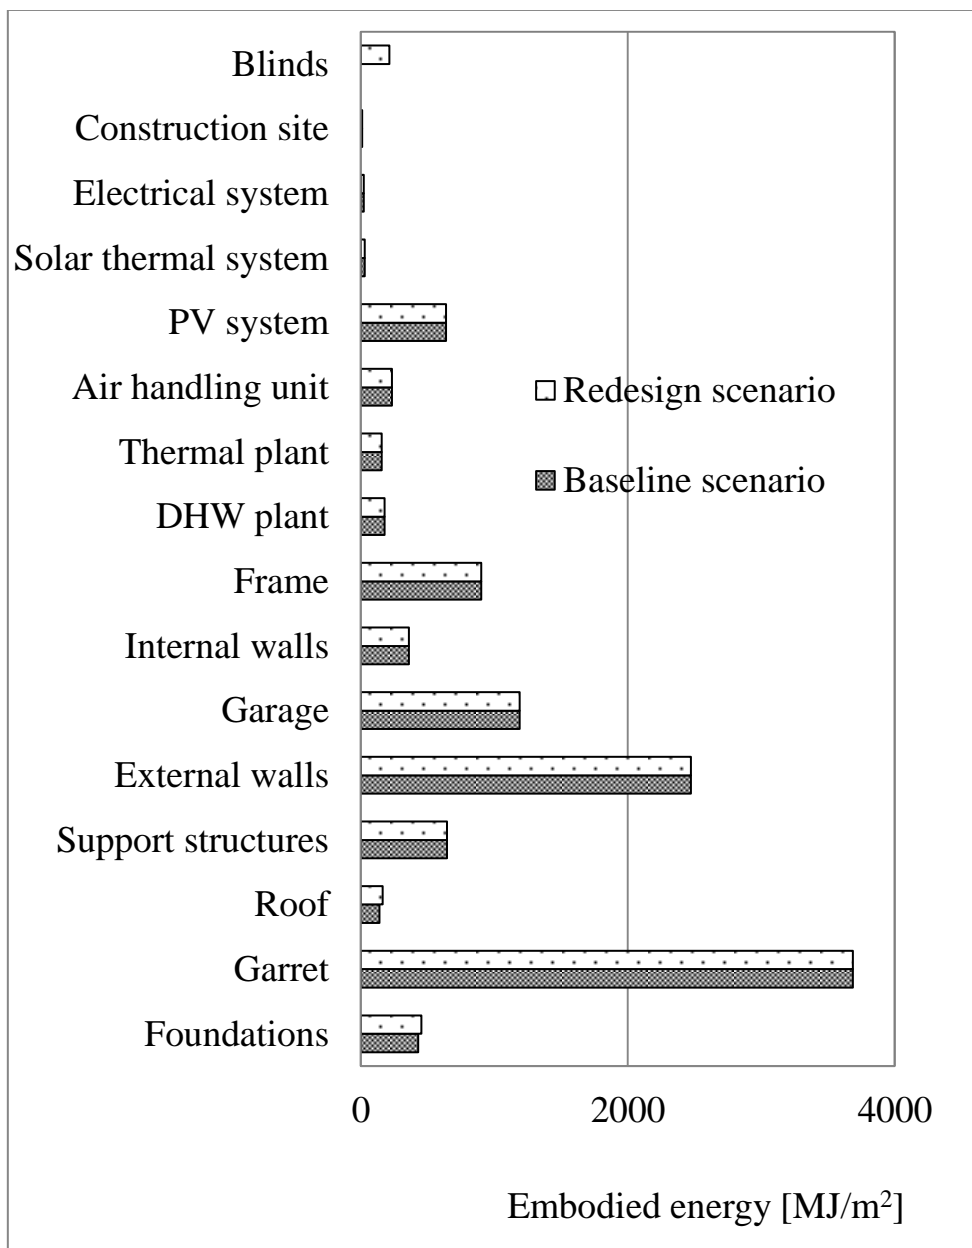 Blinds
Construction site
Electrical system
Solar thermal system
PV system
Air handling unit
Redesign scenario
Thermal plant
Baseline scenario
DHW plant
Frame
Internal walls
Garage
External walls
Support structures
Roof
Garret
Foundations
0 2000 4000
Embodied energy [MJ/m²]